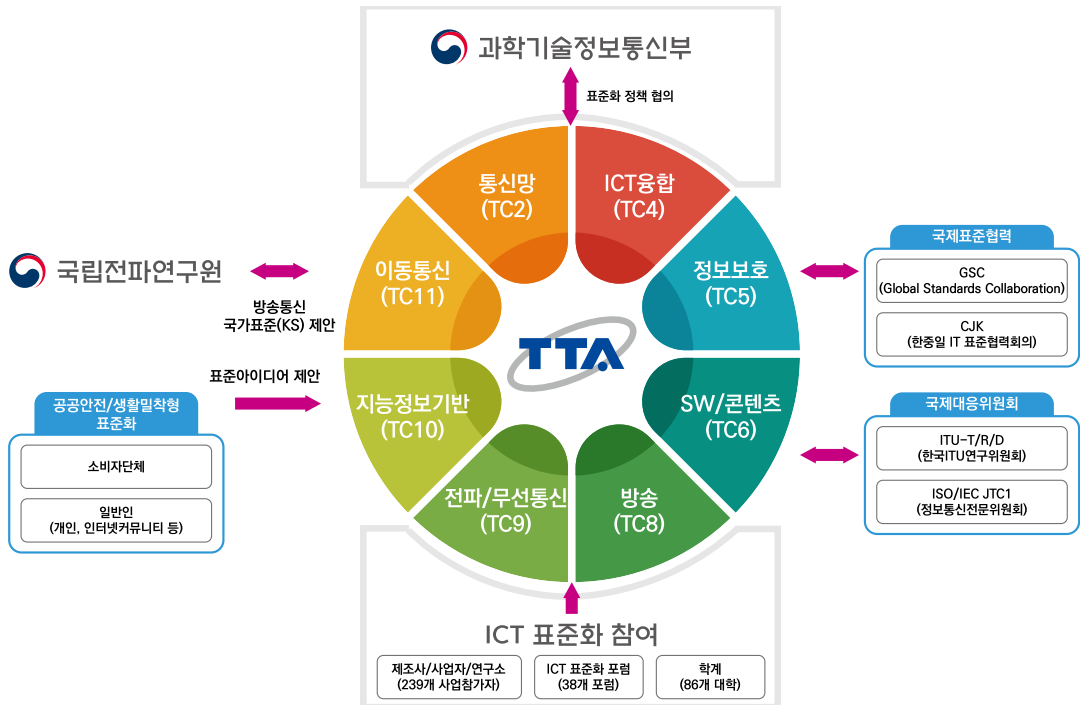 과학기술정보통신부
표준화 정책 협의
통신망
(TC2)
ICT융합
(TC4)
이동통신
(TC11)
정보보호
(TC5)
국립전파연구원
방송통신
국가표준(KS) 제안
국제표준협력
GSC
(Global Standards Collaboration)
CJK
(한중일 IT 표준협력회의)
TTA
표준아이디어 제안
공공안전/생활밀착형
표준화
소비자단체
일반인
(개인, 인터넷커뮤니티 등)
지능정보기반
(TC10)
SW/콘텐츠
(TC6)
국제대응위원회
ITU-T/R/D
(한국ITU연구위원회)
ISO/IEC JTC1
(정보통신전문위원회)
전파/무선통신
(TC9)
방송
(TC8)
ICT 표준화 참여
제조사/사업자/연구소
(239개 사업참가자)
ICT 표준화 포럼
(38개 포럼)
학계
(86개 대학)